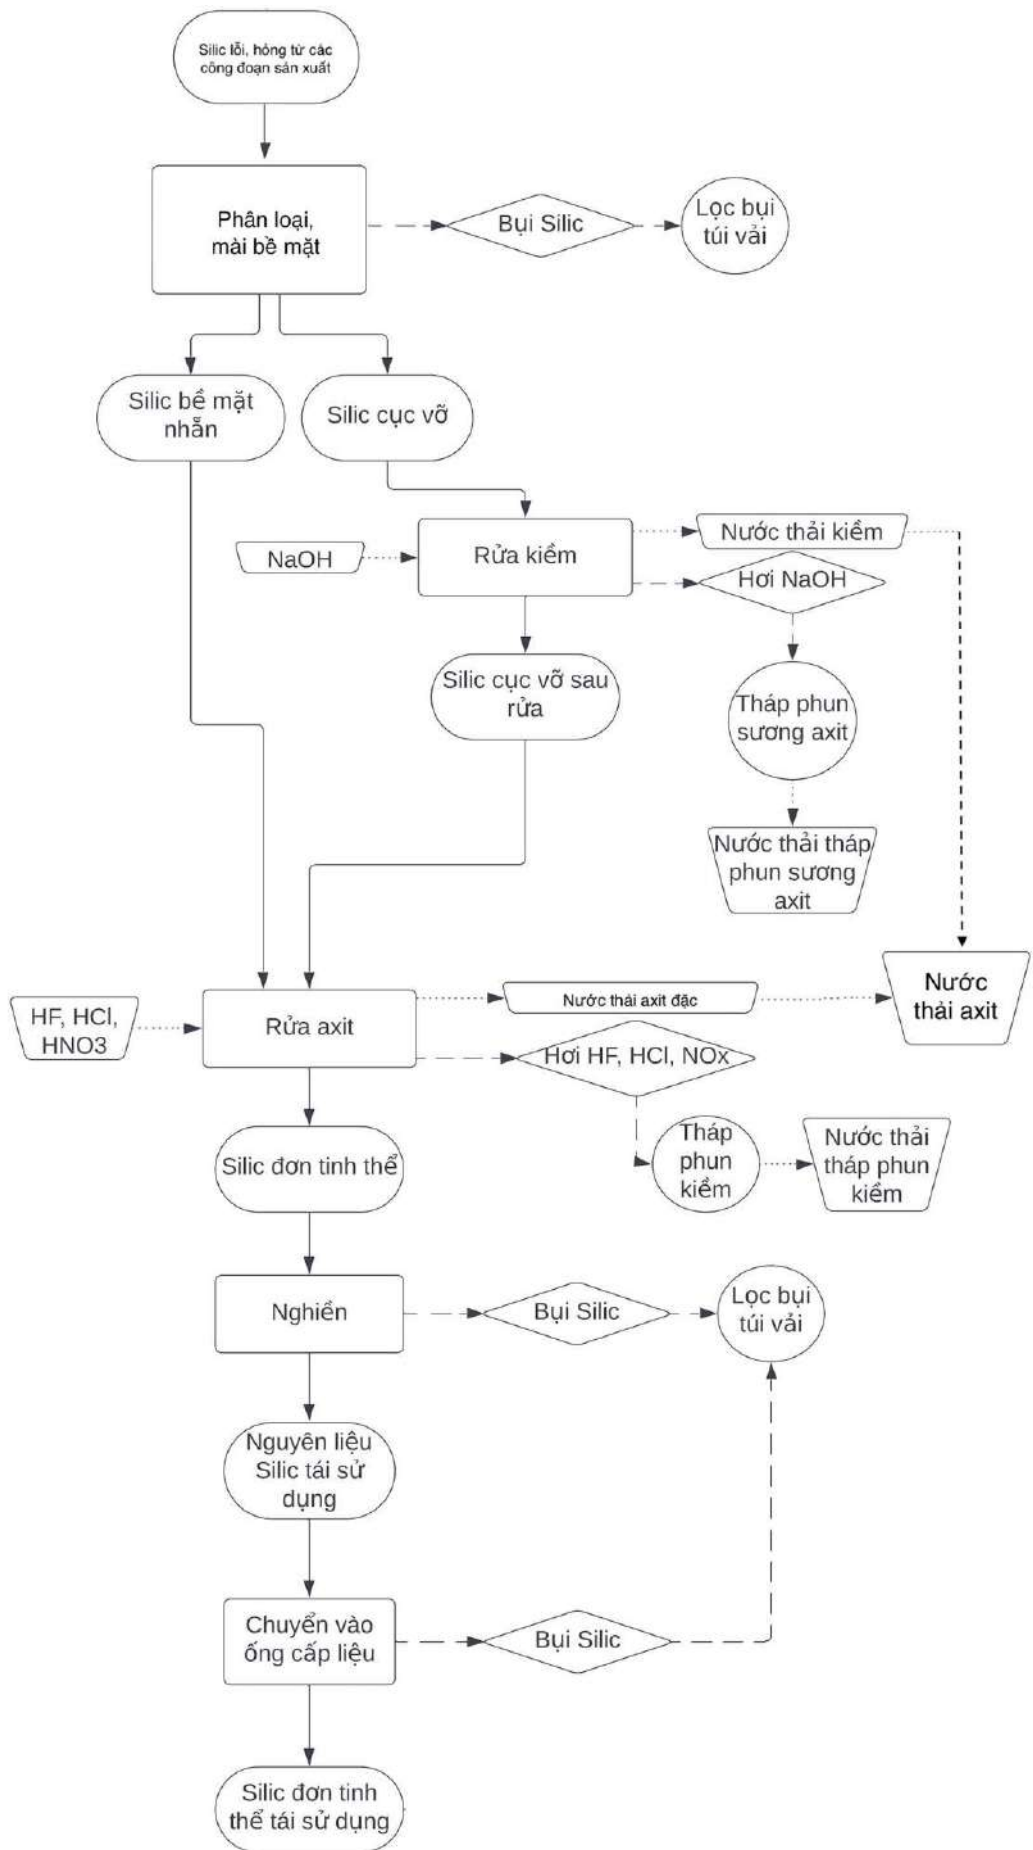 Silic lỗi, hỏng từ các
công đoạn sản xuất
Phân loại,
mài bề mặt
Bụi Silic
Lọc bụi
túi vải
Silic bề mặt
nhẵn
Silic cục vỡ
NaOH
Rửa kiềm
Nước thải kiềm
Hơi NaOH
Silic cục vỡ sau
rửa
Tháp phun
sương axit
Nước thải tháp
phun sương
axit
HF, HCl,
HNO3
Rửa axit
Nước thải axit đặc
Nước
thải axit
Hơi HF, HCl, NOx
Tháp
phun
kiềm
Nước thải
tháp phun
kiềm
Silic đơn tinh thể
Nghiền
Bụi Silic
Lọc bụi
túi vải
Nguyên liệu
Silic tái sử
dụng
Chuyển vào
ống cấp liệu
Bụi Silic
Silic đơn tinh
thể tái sử dụng